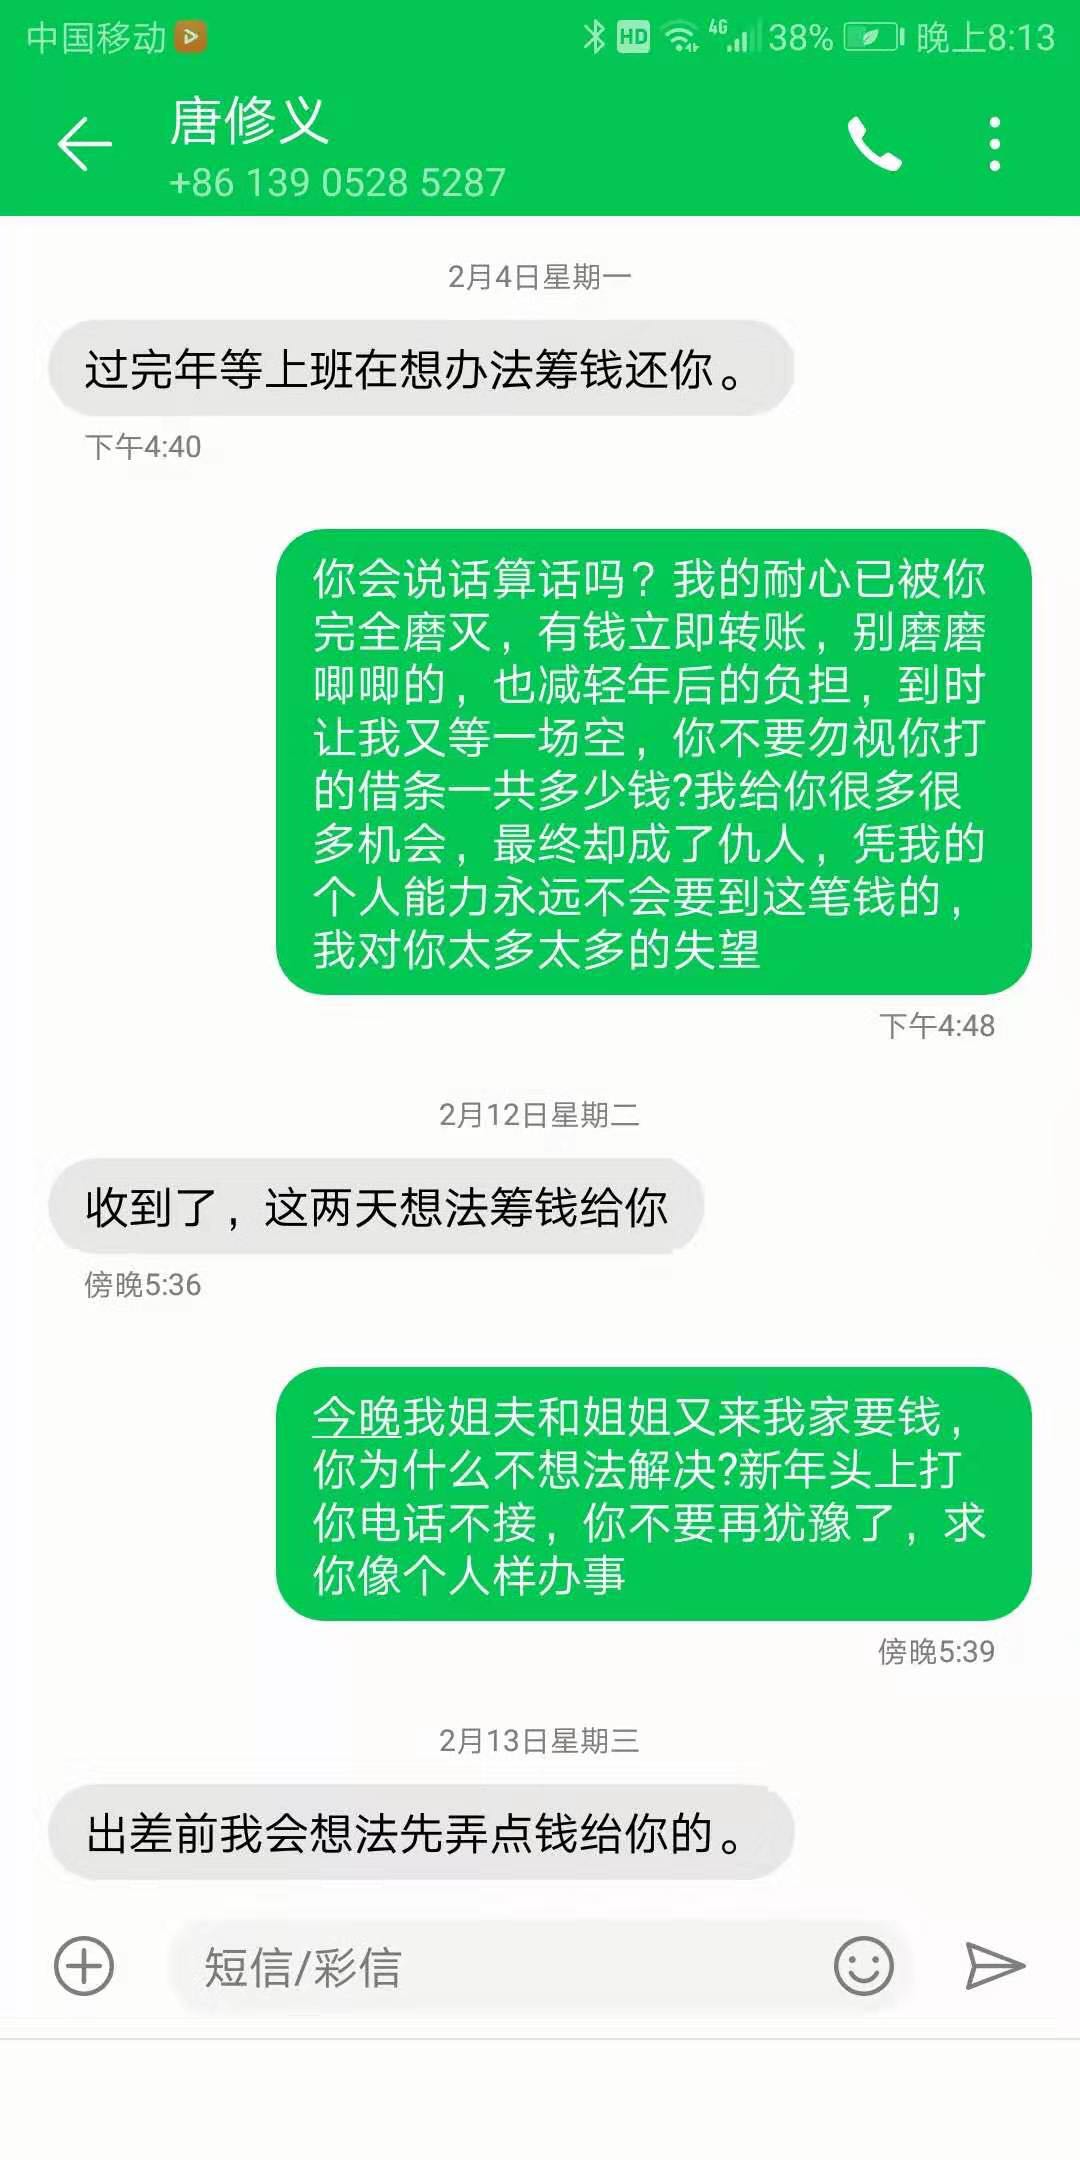 中国移动 HD 4G 38% 晚上8:13
唐修义
+86 139 0528 5287
2月4日星期一
过完年等上班在想办法筹钱还你。
下午4:40
你会说话算话吗？我的耐心已被你
完全磨灭，有钱立即转账，别磨磨
唧唧的，也减轻年后的负担，到时
让我又等一场空，你不要勿视你打
的借条一共多少钱?我给你很多很
多机会，最终却成了仇人，凭我的
个人能力永远不会要到这笔钱的，
我对你太多太多的失望
下午4:48
2月12日星期二
收到了，这两天想法筹钱给你
傍晚5:36
今晚我姐夫和姐姐又来我家要钱，
你为什么不想法解决?新年头上打
你电话不接，你不要再犹豫了，求
你像个人样办事
傍晚5:39
2月13日星期三
出差前我会想法先弄点钱给你的。
短信/彩信